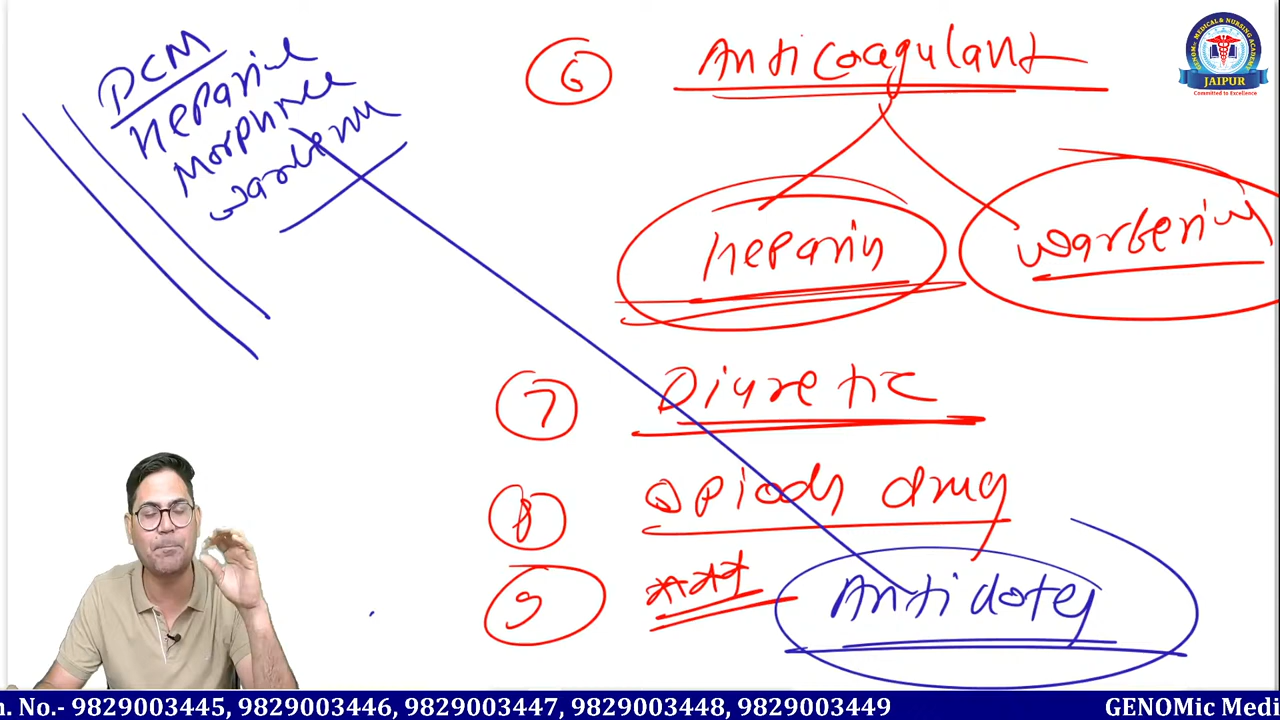 PCM
Heparin
Morphine
warferin
6 Anticoagulant
Heparin
warferin
7 Diuretic
8 Opiods drug
9 *** Antidotes
GENOMIC MEDICAL & NURSING ACADEMY
JAIPUR
Committed to Excellence
n. No.- 9829003445, 9829003446, 9829003447, 9829003448, 9829003449
GENOMic Medi